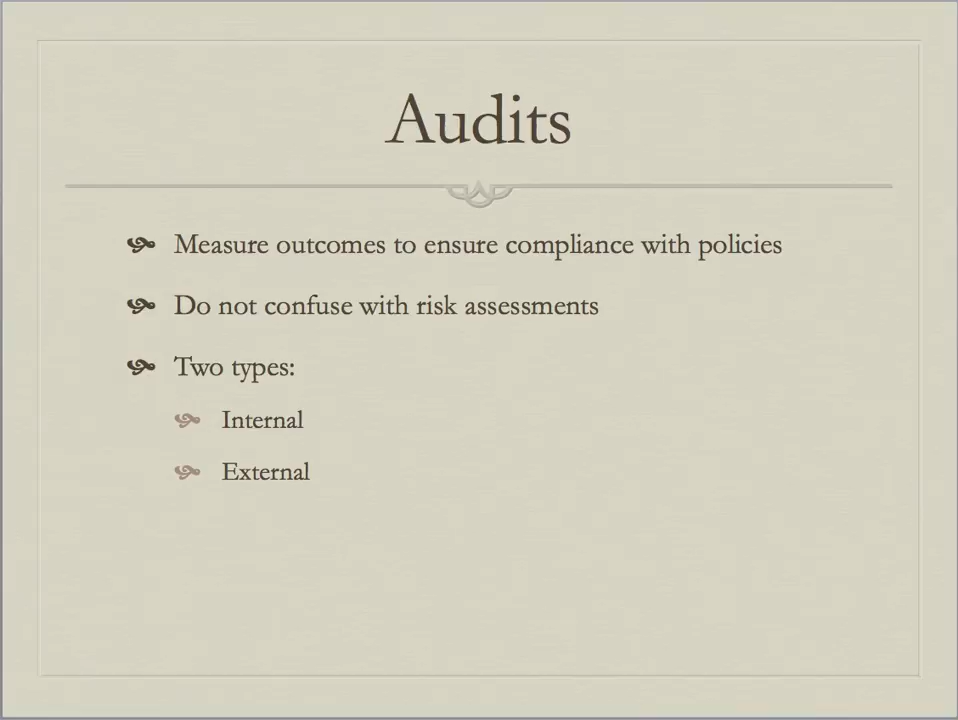 Audits
Measure outcomes to ensure compliance with policies
Do not confuse with risk assessments
Two types:
Internal
External